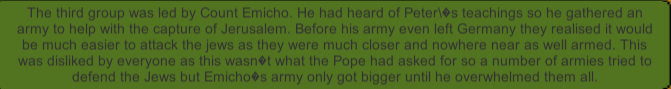 The third group was led by Count Emicho. He had heard of Peter\�s teachings so he gathered an
army to help with the capture of Jerusalem. Before his army even left Germany they realised it would
be much easier to attack the jews as they were much closer and nowhere near as well armed. This
was disliked by everyone as this wasn�t what the Pope had asked for so a number of armies tried to
defend the Jews but Emicho�s army only got bigger until he overwhelmed them all.